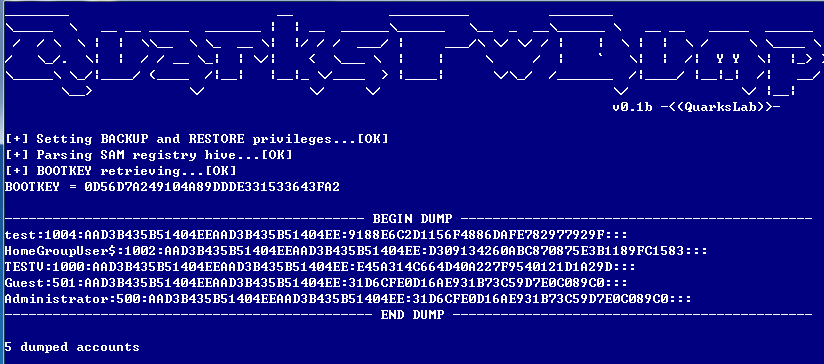 Quarks PwDump
v0.1b -<(QuarksLab)>-
[+] Setting BACKUP and RESTORE privileges...[OK]
[+] Parsing SAM registry hive...[OK]
[+] BOOTKEY retrieving...[OK]
BOOTKEY = 0D56D7A249104A89DDDE331533643FA2
BEGIN DUMP
test:1004:AAD3B435B51404EEAAD3B435B51404EE:9188E6C2D1156F4886DAFE782977929F:::
HomeGroupUser$:1002:AAD3B435B51404EEAAD3B435B51404EE:D309134260ABC870875E3B1189FC1583:::
TESTV:1000:AAD3B435B51404EEAAD3B435B51404EE:E45A314C664D40A227F9540121D1A29D:::
Guest:501:AAD3B435B51404EEAAD3B435B51404EE:31D6CFE0D16AE931B73C59D7E0C089C0:::
Administrator:500:AAD3B435B51404EEAAD3B435B51404EE:31D6CFE0D16AE931B73C59D7E0C089C0:::
END DUMP
5 dumped accounts